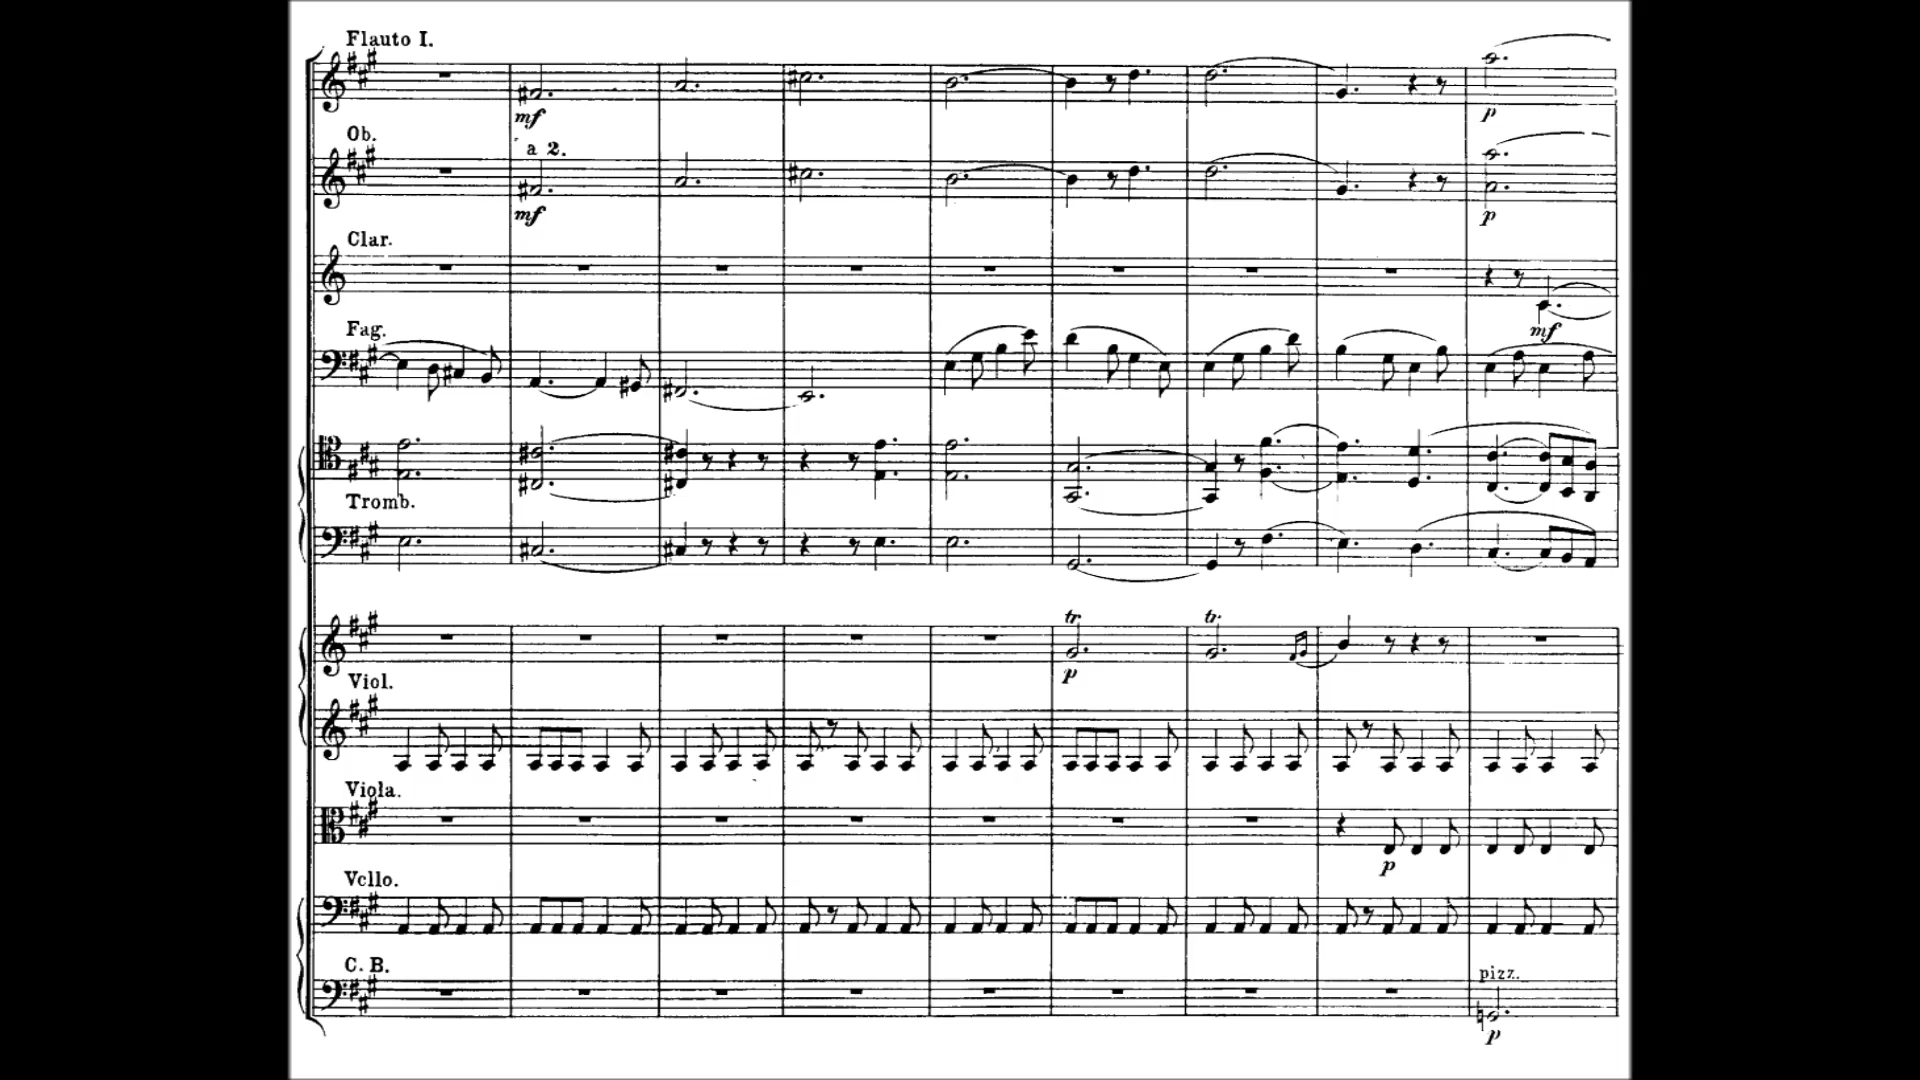 Flauto I.
mf
Ob.
a 2.
mf
p
p
Clar.
mf
Fag.
Tromb.
tr.
tr.
p
Viol.
Viola.
p
Vcllo.
C. B.
pizz.
p